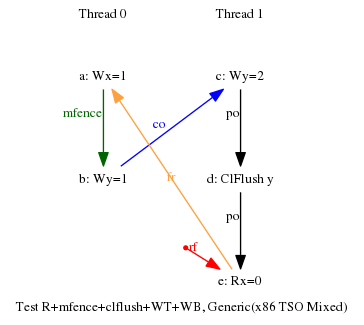 Thread 0 Thread 1
a: Wx=1 c: Wy=2
mfence po
co
b: Wy=1 d: ClFlush y
fr po
rf
e: Rx=0
Test R+mfence+clflush+WT+WB, Generic(x86 TSO Mixed)